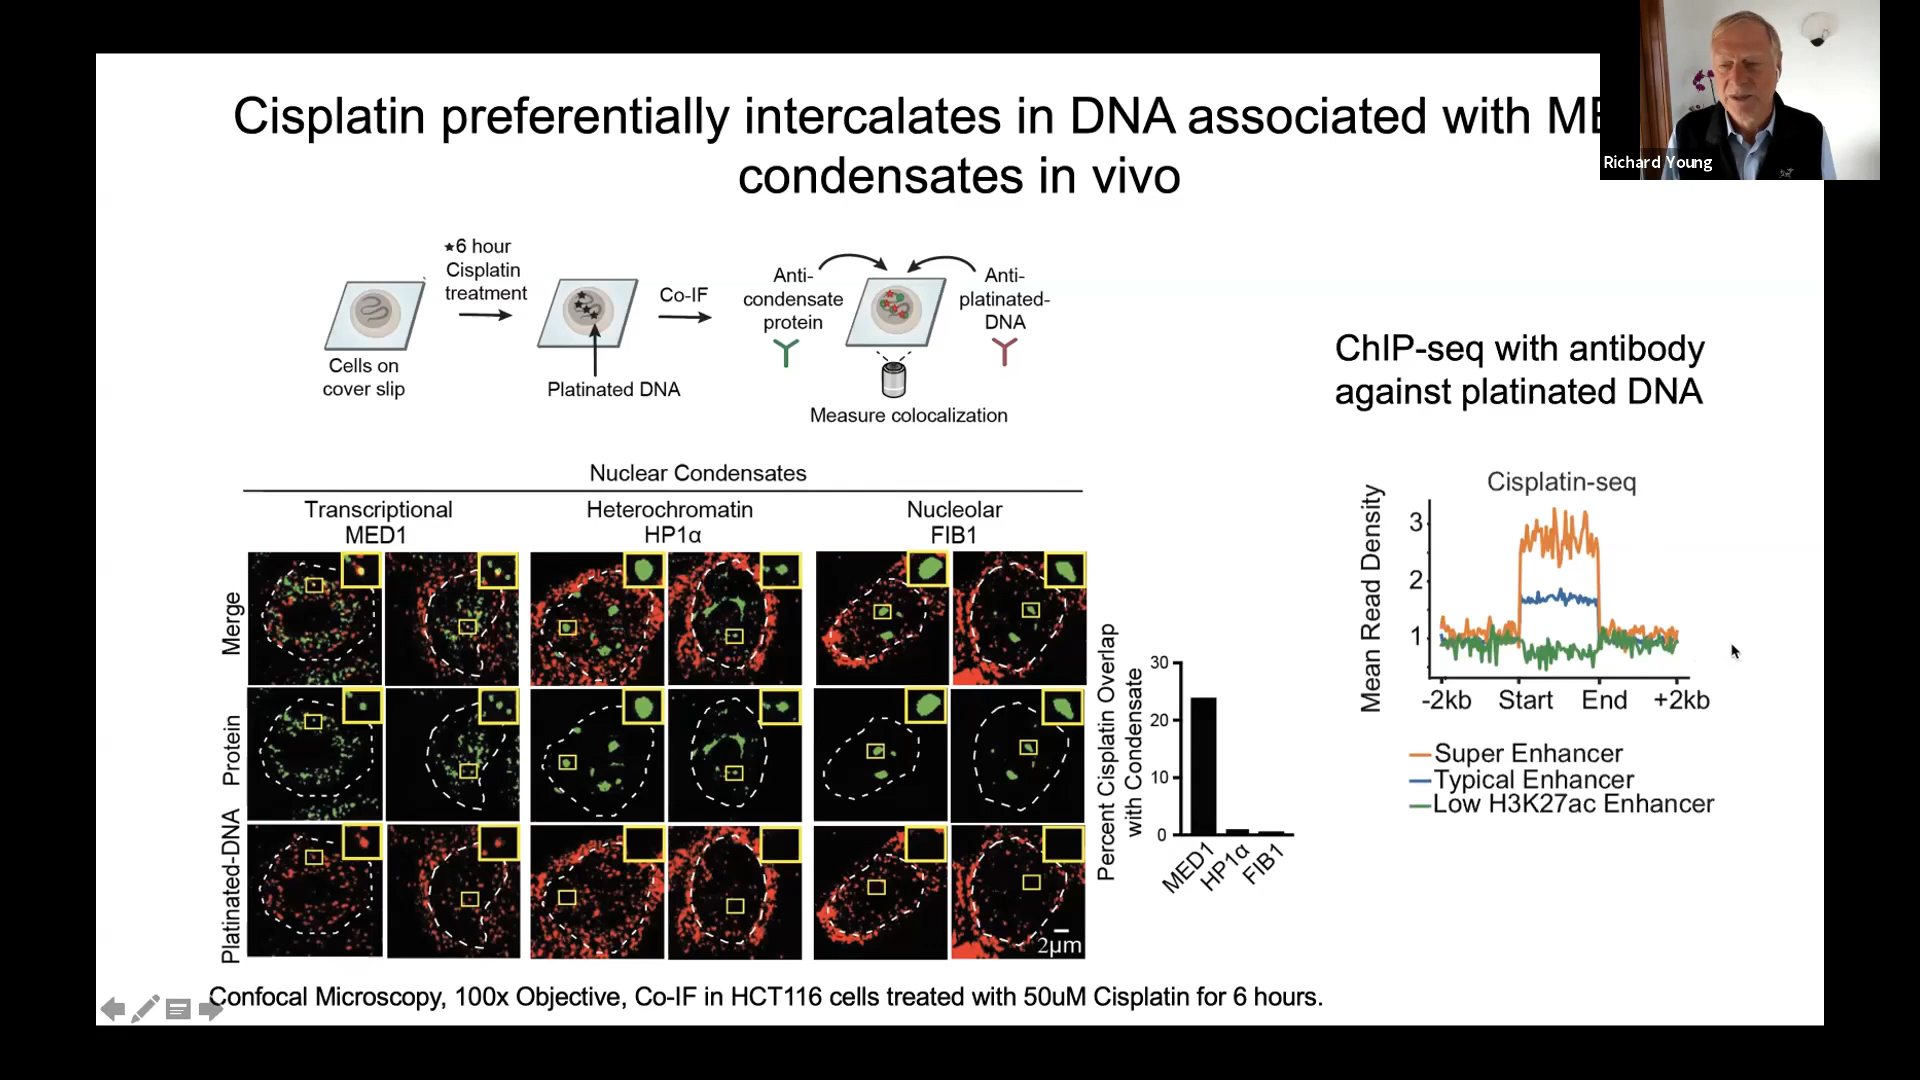 Cisplatin preferentially intercalates in DNA associated with
condensates in vivo
Richard Young
★6 hour
Cisplatin
treatment
Cells on
cover slip
Platinated DNA
Co-IF
Anti-
condensate
protein
Anti-
platinated-
DNA
Measure colocalization
ChIP-seq with antibody
against platinated DNA
Nuclear Condensates
Transcriptional
MED1
Heterochromatin
HP1α
Nucleolar
FIB1
Merge
Protein
Platinated-DNA
2μm
Percent Cisplatin Overlap
with Condensate
30
20
10
0
MED1
HP1α
FIB1
Cisplatin-seq
Mean Read Density
3
2
1
-2kb
Start
End
+2kb
Super Enhancer
Typical Enhancer
Low H3K27ac Enhancer
Confocal Microscopy, 100x Objective, Co-IF in HCT116 cells treated with 50uM Cisplatin for 6 hours.